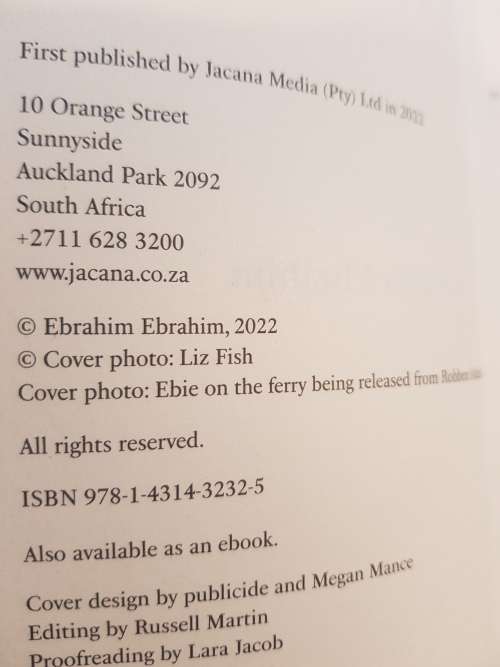 First published by Jacana Media (Pty) Ltd in 2022
10 Orange Street
Sunnyside
Auckland Park 2092
South Africa
+2711 628 3200
www.jacana.co.za
© Ebrahim Ebrahim, 2022
© Cover photo: Liz Fish
Cover photo: Ebie on the ferry being released from Robben
All rights reserved.
ISBN 978-1-4314-3232-5
Also available as an ebook.
Cover design by publicide and Megan Mance
Editing by Russell Martin
Proofreading by Lara Jacob